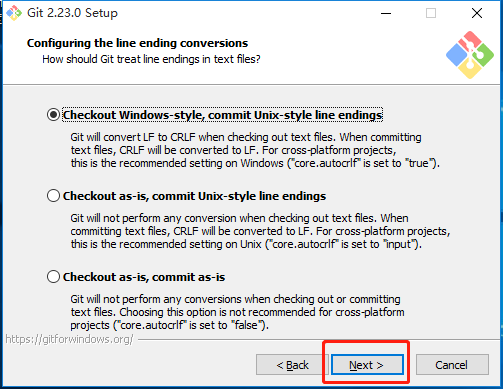 Git 2.23.0 Setup
Configuring the line ending conversions
How should Git treat line endings in text files?
Checkout Windows-style, commit Unix-style line endings
Git will convert LF to CRLF when checking out text files. When committing
text files, CRLF will be converted to LF. For cross-platform projects,
this is the recommended setting on Windows ("core.autocrlf" is set to "true").
Checkout as-is, commit Unix-style line endings
Git will not perform any conversion when checking out text files. When
committing text files, CRLF will be converted to LF. For cross-platform projects,
this is the recommended setting on Unix ("core.autocrlf" is set to "input").
Checkout as-is, commit as-is
Git will not perform any conversions when checking out or committing
text files. Choosing this option is not recommended for cross-platform
projects ("core.autocrlf" is set to "false").
https://gitforwindows.org/
< Back
Next >
Cancel